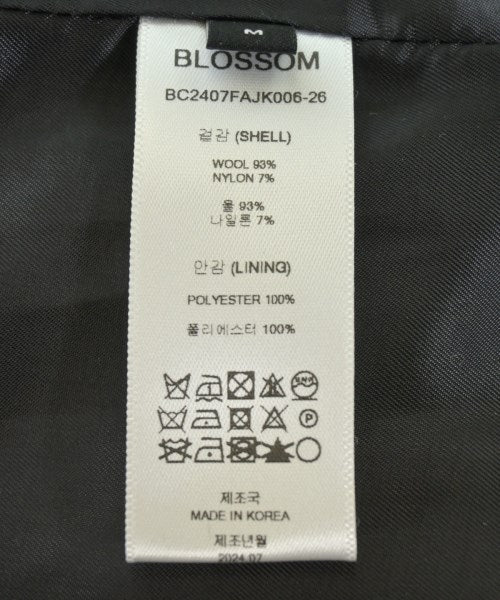 M
BLOSSOM
BC2407FAJK006-26
겉감 (SHELL)
WOOL 93%
NYLON 7%
울 93%
나일론 7%
안감 (LINING)
POLYESTER 100%
폴리에스터 100%
P
제조국
MADE IN KOREA
제조년월
2024.07